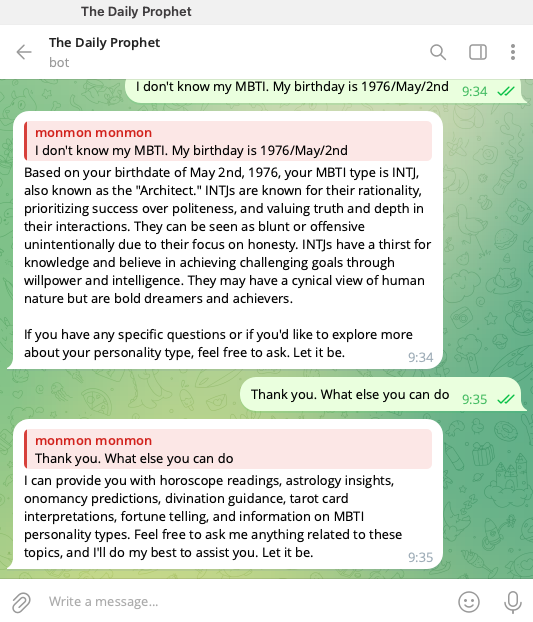 The Daily Prophet
The Daily Prophet
bot
I don't know my MBTI. My birthday is 1976/May/2nd 9:34
monmon monmon
I don't know my MBTI. My birthday is 1976/May/2nd
Based on your birthdate of May 2nd, 1976, your MBTI type is INTJ,
also known as the "Architect." INTJs are known for their rationality,
prioritizing success over politeness, and valuing truth and depth in
their interactions. They can be seen as blunt or offensive
unintentionally due to their focus on honesty. INTJs have a thirst for
knowledge and believe in achieving challenging goals through
willpower and intelligence. They may have a cynical view of human
nature but are bold dreamers and achievers.
If you have any specific questions or if you'd like to explore more
about your personality type, feel free to ask. Let it be. 9:34
Thank you. What else you can do 9:35
monmon monmon
Thank you. What else you can do
I can provide you with horoscope readings, astrology insights,
onomancy predictions, divination guidance, tarot card
interpretations, fortune telling, and information on MBTI
personality types. Feel free to ask me anything related to these
topics, and I'll do my best to assist you. Let it be. 9:35
Write a message...